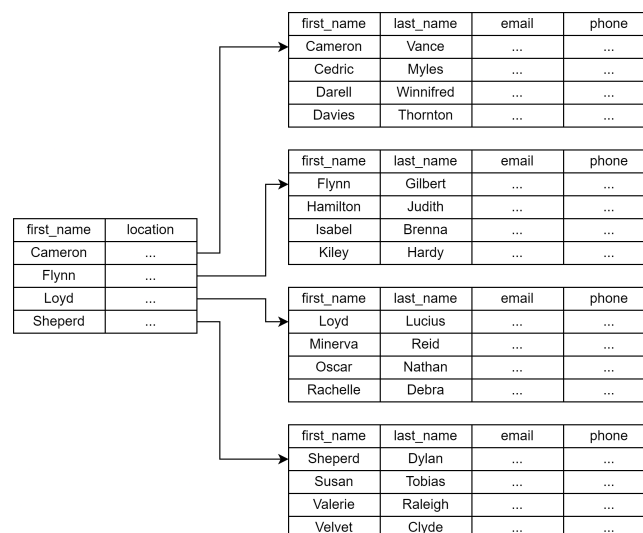 first_name last_name email phone
Cameron Vance ... ...
Cedric Myles ... ...
Darell Winnifred ... ...
Davies Thornton ... ...
first_name last_name email phone
Flynn Gilbert ... ...
Hamilton Judith ... ...
Isabel Brenna ... ...
Kiley Hardy ... ...
first_name location
Cameron ...
Flynn ...
Loyd ...
Sheperd ...
first_name last_name email phone
Loyd Lucius ... ...
Minerva Reid ... ...
Oscar Nathan ... ...
Rachelle Debra ... ...
first_name last_name email phone
Sheperd Dylan ... ...
Susan Tobias ... ...
Valerie Raleigh ... ...
Velvet Clyde ... ...